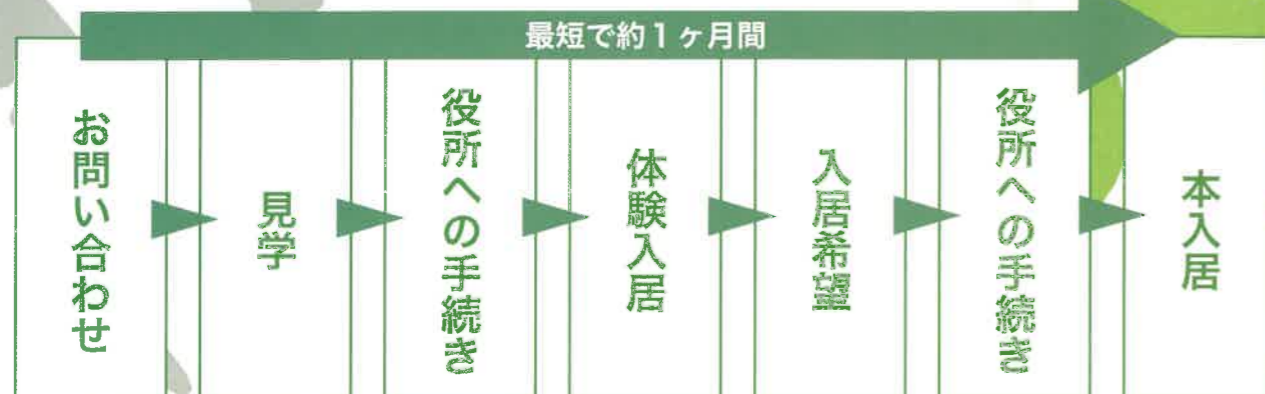 最短で約1ヶ月間
お問い合わせ
見学
役所への手続き
体験入居
入居希望
役所への手続き
本入居